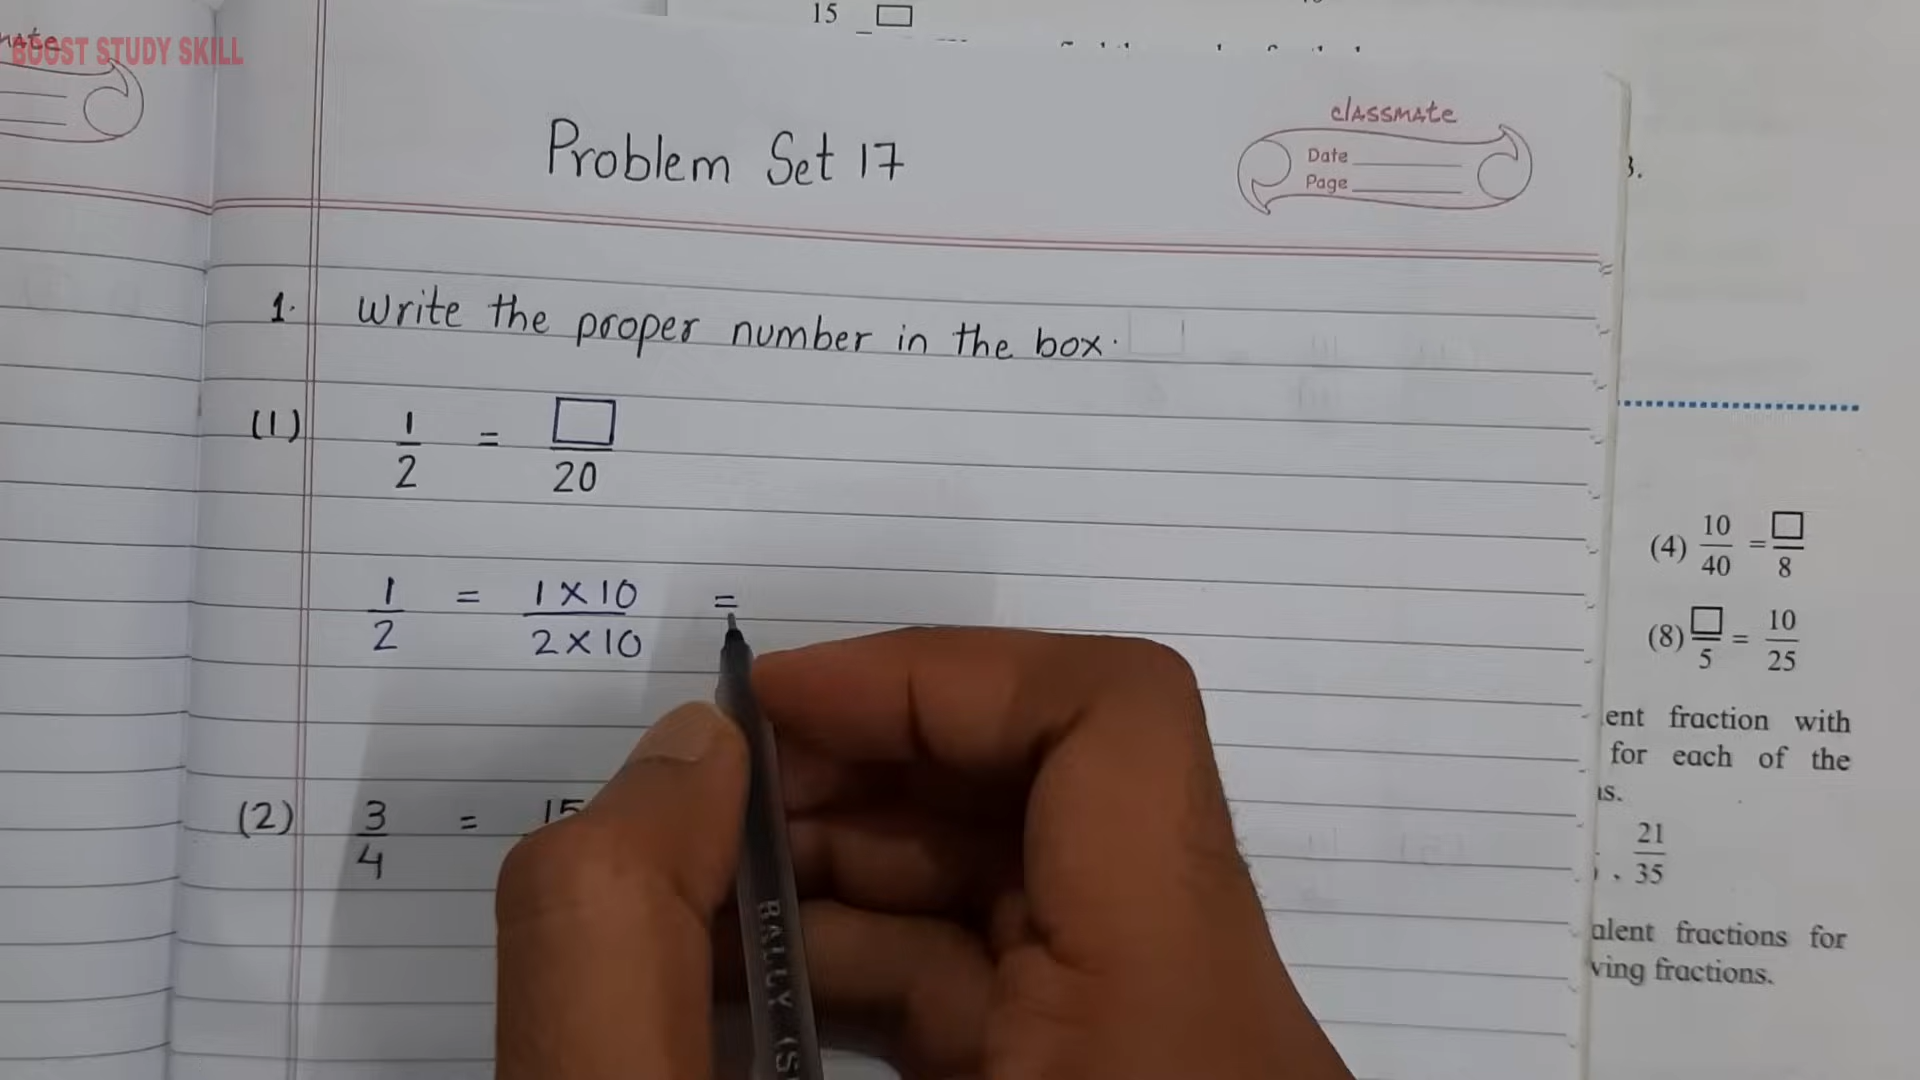 15 □
BOOST STUDY SKILL
classmate
Problem Set 17
Date
Page
1. Write the proper number in the box.
(1) 1/2 = □/20
1/2 = 1 × 10 / 2 × 10 =
(2) 3/4 = 15
(4) 10/40 = □/8
(8) □/5 = 10/25
ent fraction with
for each of the
21/35
alent fractions for
ving fractions.
RALLY